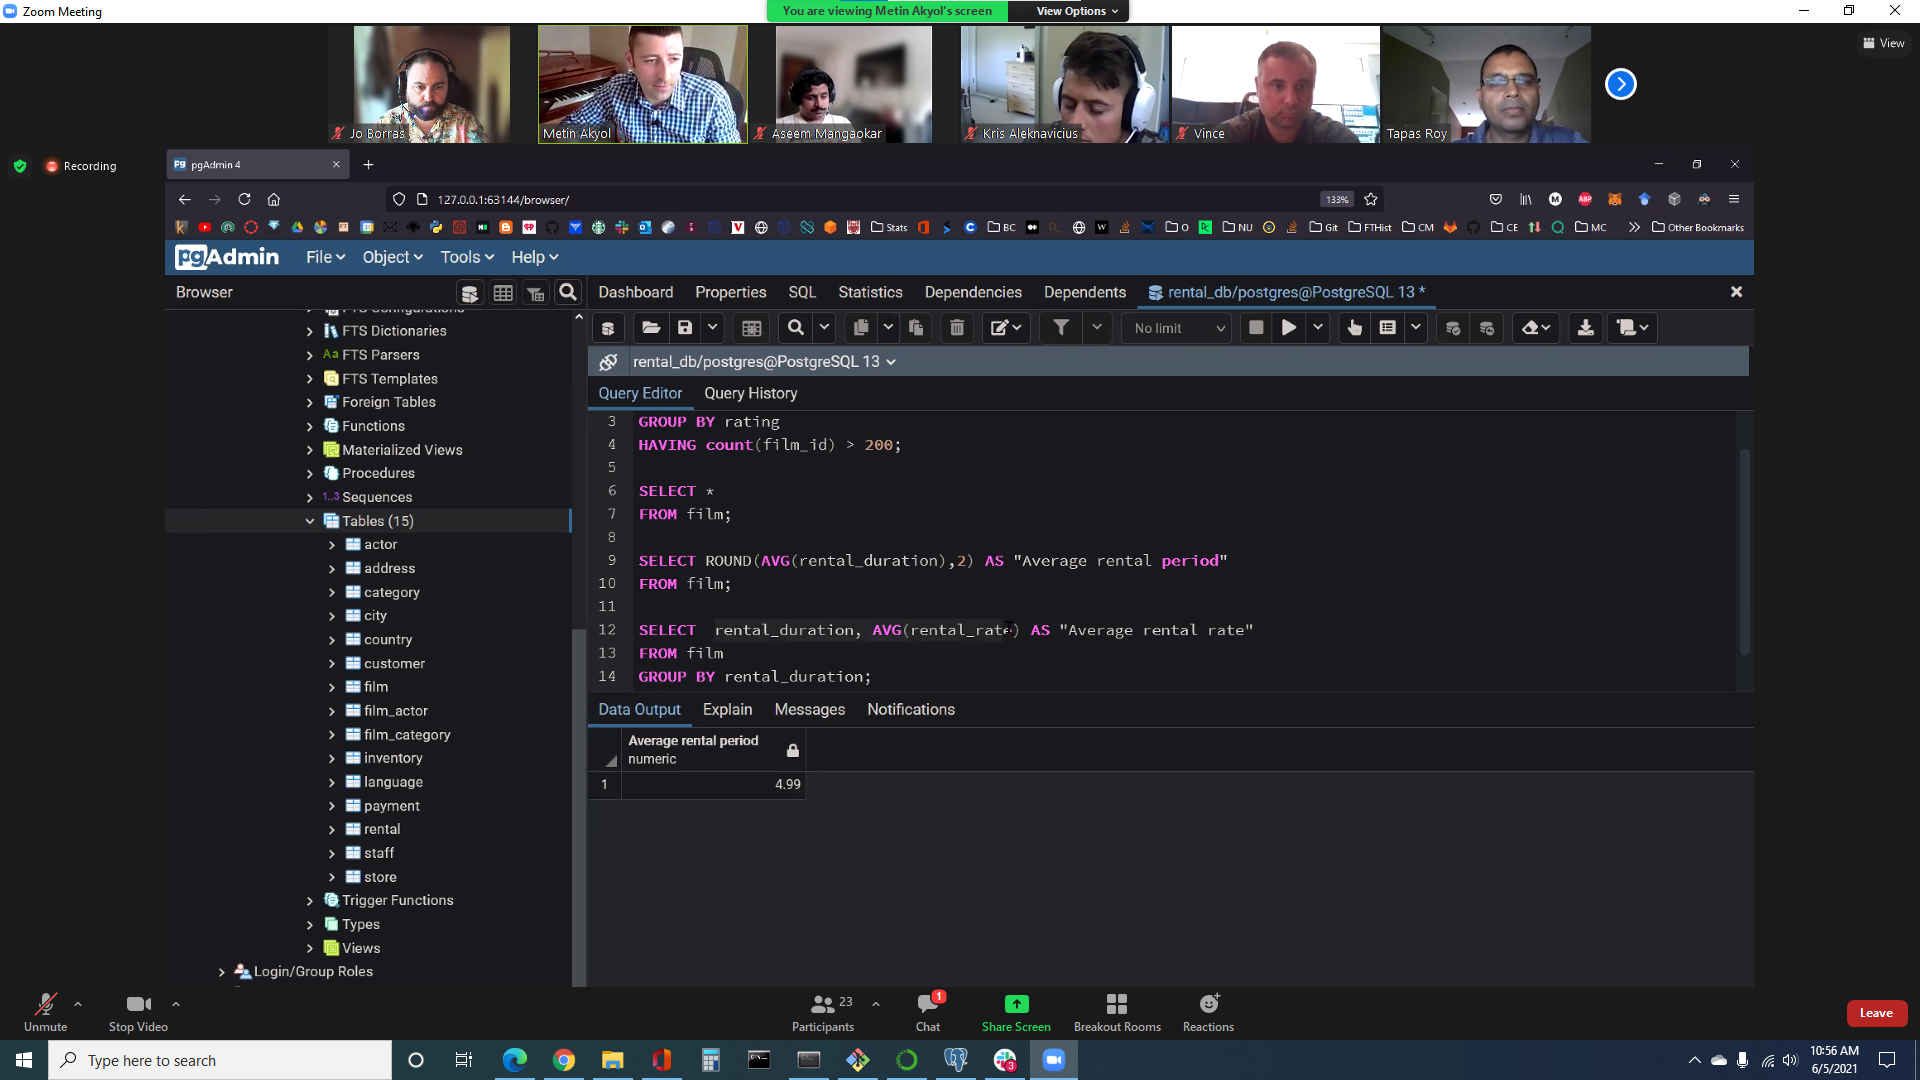 Zoom Meeting
You are viewing Metin Akyol's screen
View Options
View
Jo Borras
Metin Akyol
Aseem Mangaokar
Kris Aleknavicius
Vince
Tapas Roy
Recording
pgAdmin 4
127.0.0.1:63144/browser/
133%
Stats
BC
O
NU
Git
FTHist
CM
CE
MC
Other Bookmarks
pgAdmin
File
Object
Tools
Help
Browser
Dashboard
Properties
SQL
Statistics
Dependencies
Dependents
rental_db/postgres@PostgreSQL 13 *
No limit
rental_db/postgres@PostgreSQL 13
Query Editor
Query History
FTS Configurations
FTS Dictionaries
FTS Parsers
FTS Templates
Foreign Tables
Functions
Materialized Views
Procedures
1..3 Sequences
Tables (15)
actor
address
category
city
country
customer
film
film_actor
film_category
inventory
language
payment
rental
staff
store
Trigger Functions
Types
Views
Login/Group Roles
3 GROUP BY rating
4 HAVING count(film_id) > 200;
5
6 SELECT *
7 FROM film;
8
9 SELECT ROUND(AVG(rental_duration),2) AS "Average rental period"
10 FROM film;
11
12 SELECT rental_duration, AVG(rental_rate) AS "Average rental rate"
13 FROM film
14 GROUP BY rental_duration;
Data Output
Explain
Messages
Notifications
Average rental period
numeric
1 4.99
Unmute
Stop Video
23
Participants
1
Chat
Share Screen
Breakout Rooms
Reactions
Leave
Type here to search
3
10:56 AM
6/5/2021